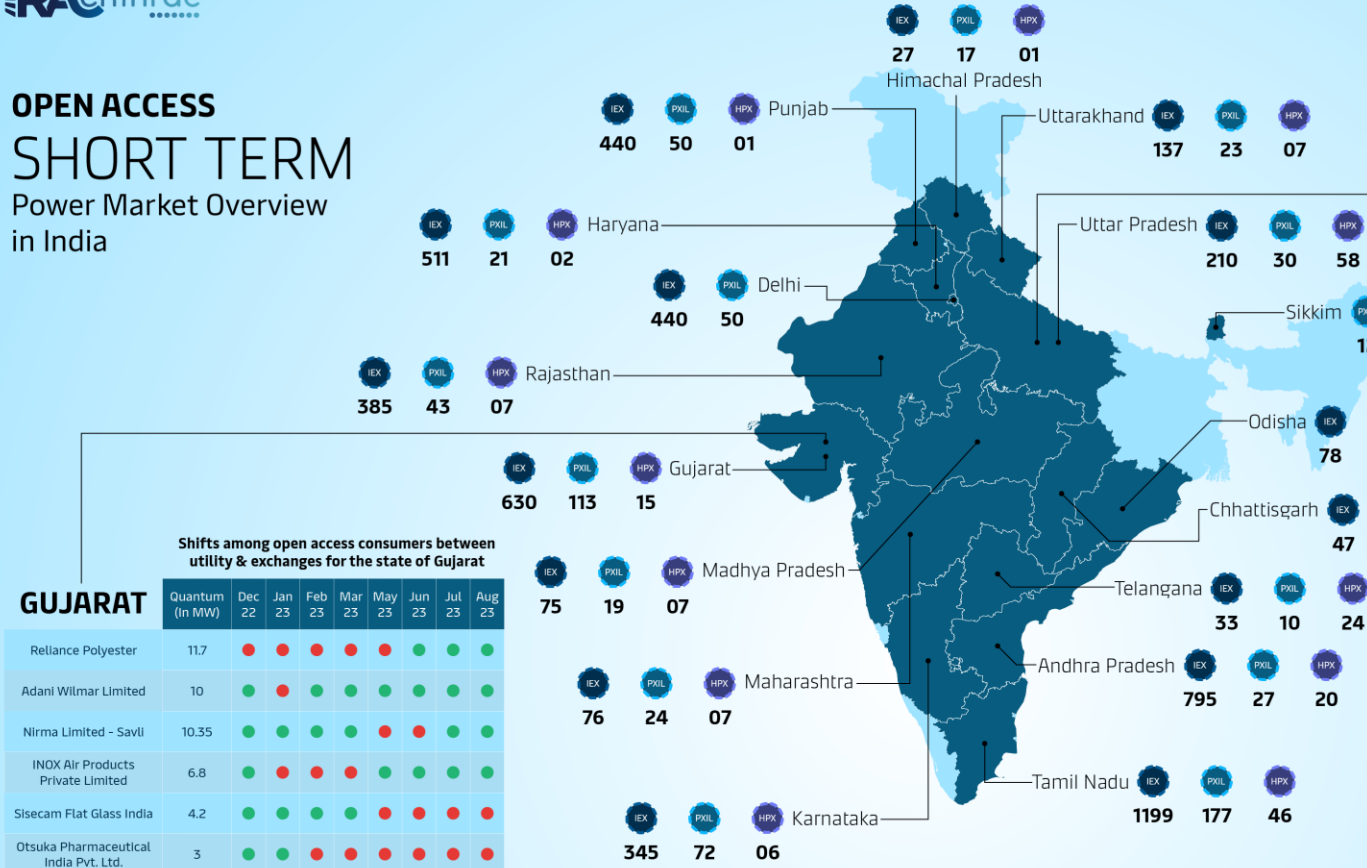 OPEN ACCESS
SHORT TERM
Power Market Overview
in India
IEX PXIL HPX
27 17 01
Himachal Pradesh
IEX PXIL HPX Punjab
440 50 01
Uttarakhand IEX PXIL HPX
137 23 07
IEX PXIL HPX Haryana
511 21 02
Uttar Pradesh IEX PXIL HPX
210 30 58
IEX PXIL Delhi
440 50
Sikkim
IEX PXIL HPX Rajasthan
385 43 07
Odisha IEX
78
IEX PXIL HPX Gujarat
630 113 15
Chhattisgarh IEX
47
IEX PXIL HPX Madhya Pradesh
75 19 07
Telangana IEX PXIL HPX
33 10 24
Andhra Pradesh IEX PXIL HPX
795 27 20
IEX PXIL HPX Maharashtra
76 24 07
Tamil Nadu IEX PXIL HPX
1199 177 46
IEX PXIL HPX Karnataka
345 72 06
Shifts among open access consumers between
utility & exchanges for the state of Gujarat
GUJARAT
Quantum Dec Jan Feb Mar May Jun Jul Aug
(In MW) 22 23 23 23 23 23 23 23
Reliance Polyester 11.7
Adani Wilmar Limited 10
Nirma Limited - Savli 10.35
INOX Air Products
Private Limited 6.8
Sisecam Flat Glass India 4.2
Otsuka Pharmaceutical
India Pvt. Ltd. 3